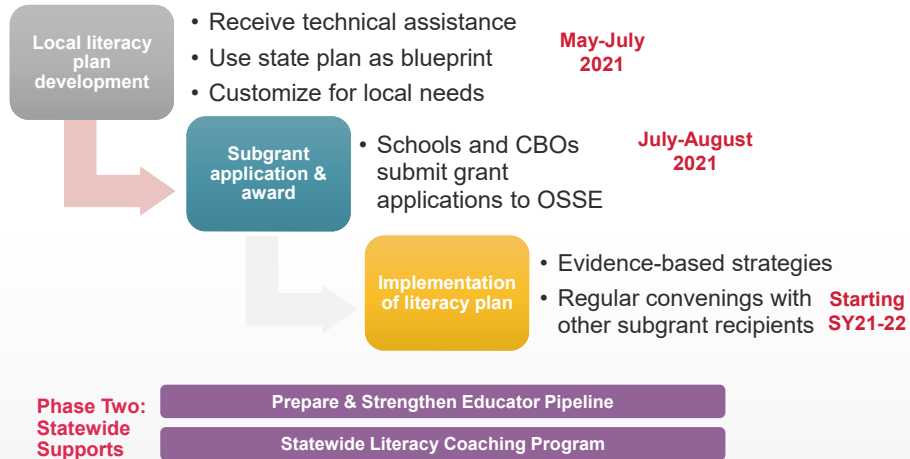 Local literacy
plan
development
• Receive technical assistance
• Use state plan as blueprint
• Customize for local needs
May-July
2021
Subgrant
application &
award
• Schools and CBOs
submit grant
applications to OSSE
July-August
2021
Implementation
of literacy plan
• Evidence-based strategies
• Regular convenings with
other subgrant recipients
Starting
SY21-22
Phase Two:
Statewide
Supports
Prepare & Strengthen Educator Pipeline
Statewide Literacy Coaching Program